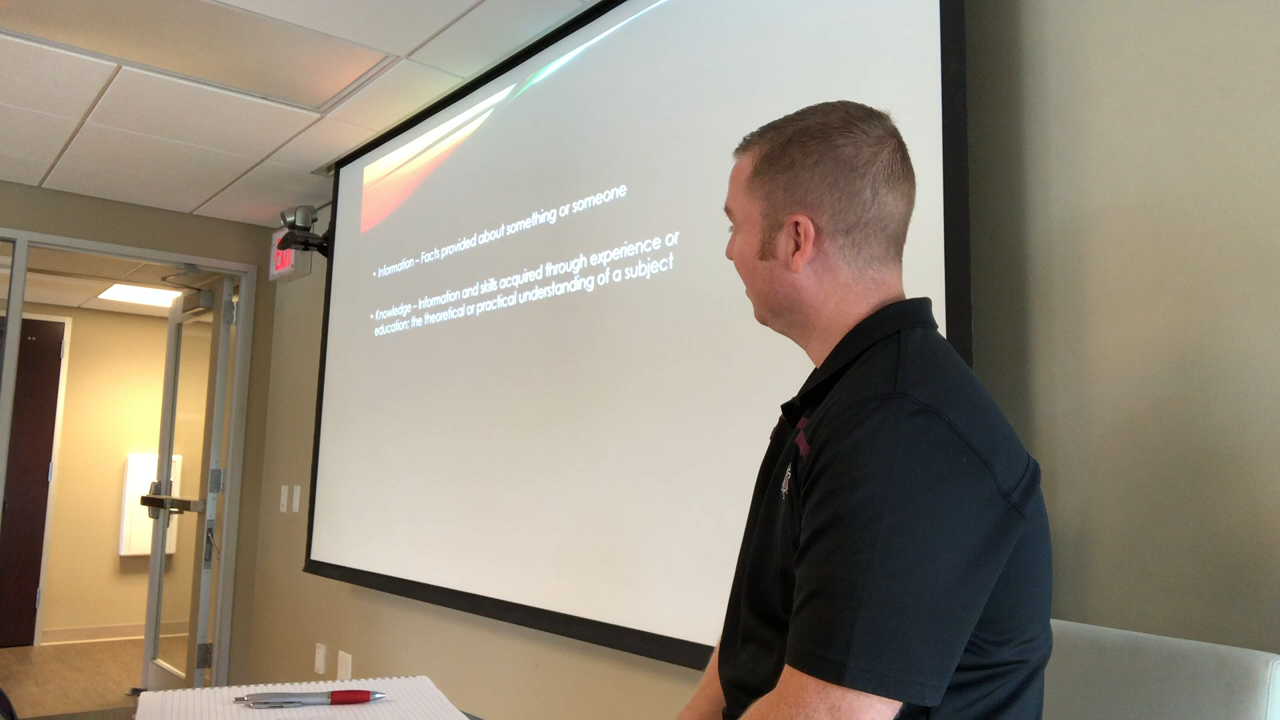 • Information – Facts provided about something or someone
• Knowledge – Information and skills acquired through experience or
education; the theoretical or practical understanding of a subject
EXIT